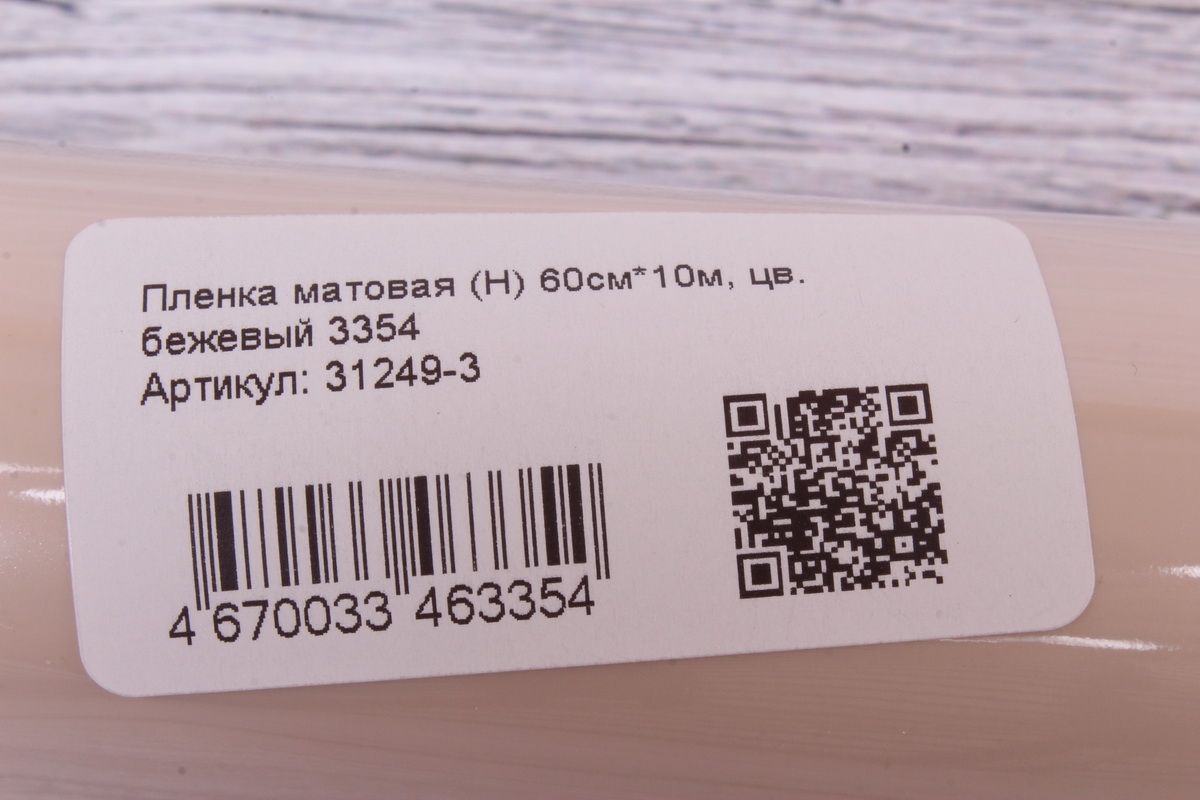 Пленка матовая (Н) 60см*10м, цв.
бежевый 3354
Артикул: 31249-3
4 670033 463354